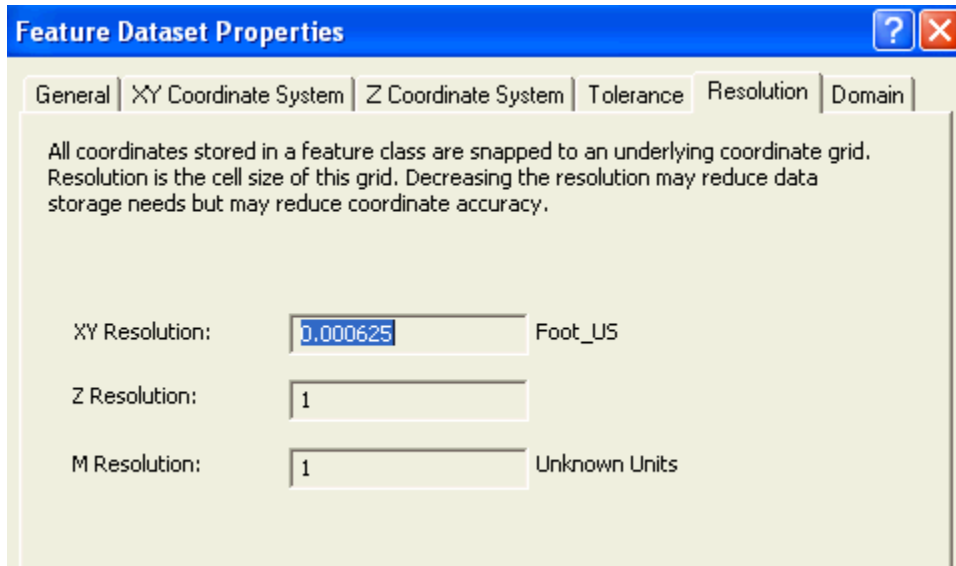 Feature Dataset Properties
General XY Coordinate System Z Coordinate System Tolerance Resolution Domain
All coordinates stored in a feature class are snapped to an underlying coordinate grid.
Resolution is the cell size of this grid. Decreasing the resolution may reduce data
storage needs but may reduce coordinate accuracy.
XY Resolution: 0.000625 Foot_US
Z Resolution: 1
M Resolution: 1 Unknown Units